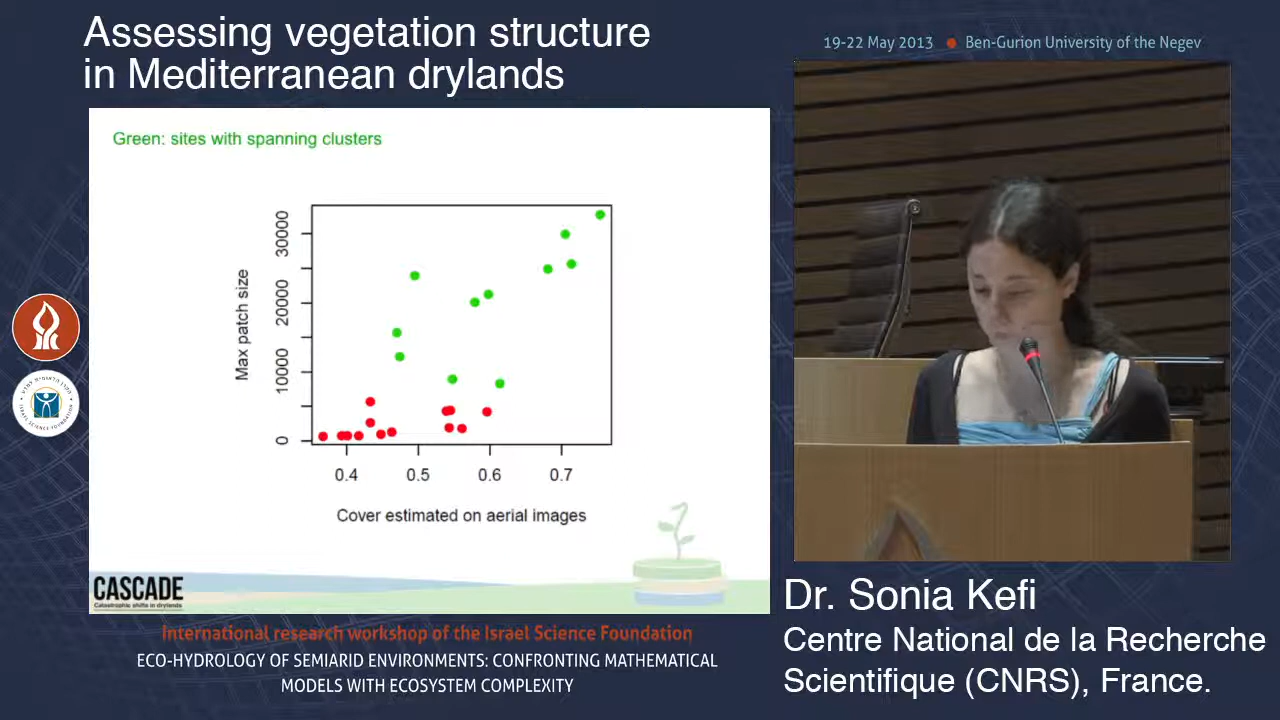 Assessing vegetation structure
in Mediterranean drylands
19-22 May 2013 ● Ben-Gurion University of the Negev
Green: sites with spanning clusters
Max patch size
30000
20000
10000
0
0.4 0.5 0.6 0.7
Cover estimated on aerial images
CASCADE
Catastrophic shifts in drylands
International research workshop of the Israel Science Foundation
ECO-HYDROLOGY OF SEMIARID ENVIRONMENTS: CONFRONTING MATHEMATICAL
MODELS WITH ECOSYSTEM COMPLEXITY
Dr. Sonia Kefi
Centre National de la Recherche
Scientifique (CNRS), France.